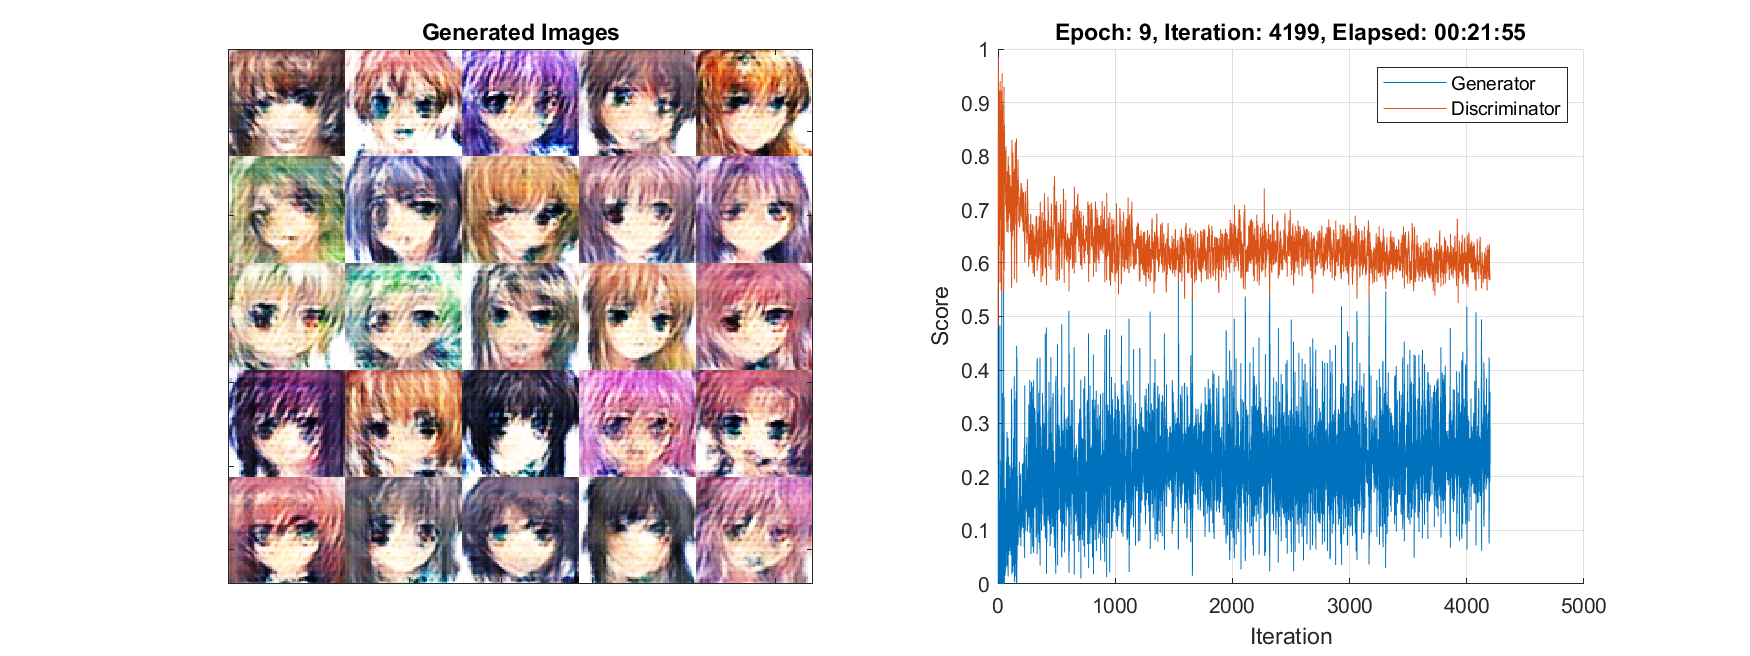 Generated Images
Epoch: 9, Iteration: 4199, Elapsed: 00:21:55
Generator
Discriminator
1
0.9
0.8
0.7
0.6
0.5
0.4
0.3
0.2
0.1
0
Score
0 1000 2000 3000 4000 5000
Iteration